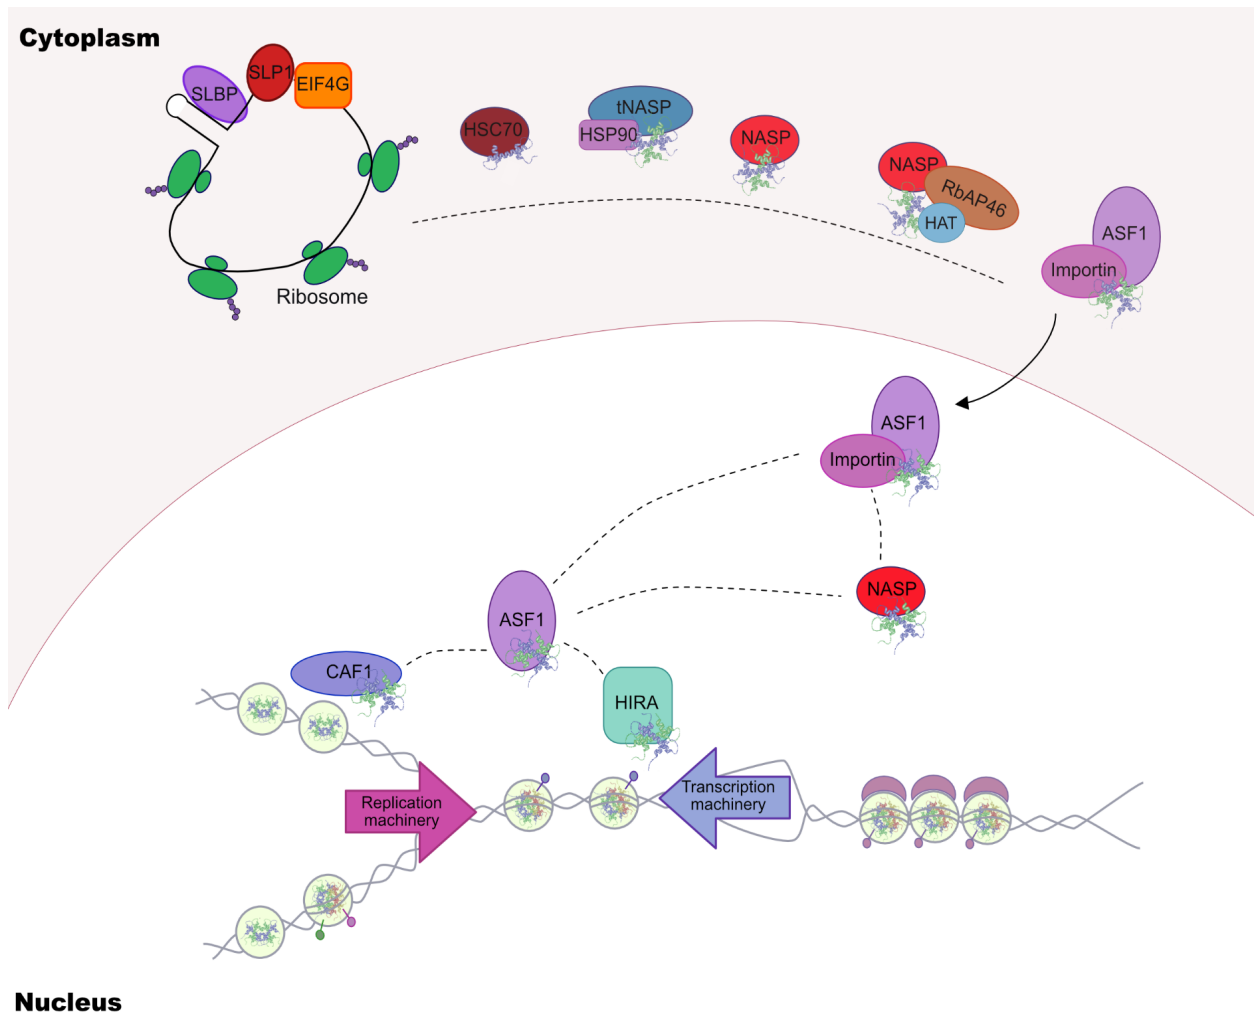 Cytoplasm
SLBP
SLP1
EIF4G
Ribosome
HSC70
tNASP
HSP90
NASP
NASP
RbAP46
HAT
ASF1
Importin
ASF1
Importin
NASP
ASF1
CAF1
HIRA
Replication
machinery
Transcription
machinery
Nucleus